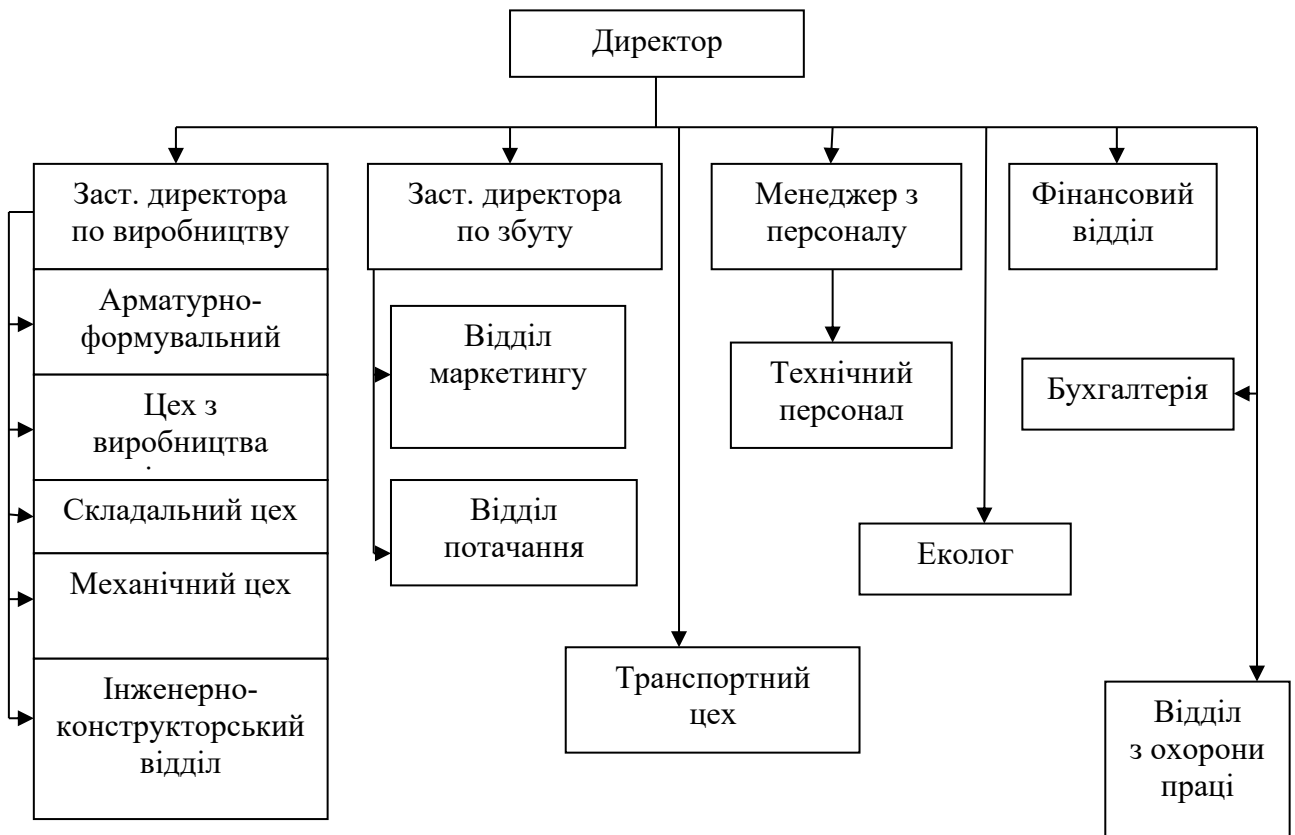 Директор
Заст. директора
по виробництву
Арматурно-
формувальний
Цех з
виробництва
Складальний цех
Механічний цех
Інженерно-
конструкторський
відділ
Заст. директора
по збуту
Відділ
маркетингу
Відділ
потачання
Транспортний
цех
Менеджер з
персоналу
Технічний
персонал
Еколог
Фінансовий
відділ
Бухгалтерія
Відділ
з охорони
праці